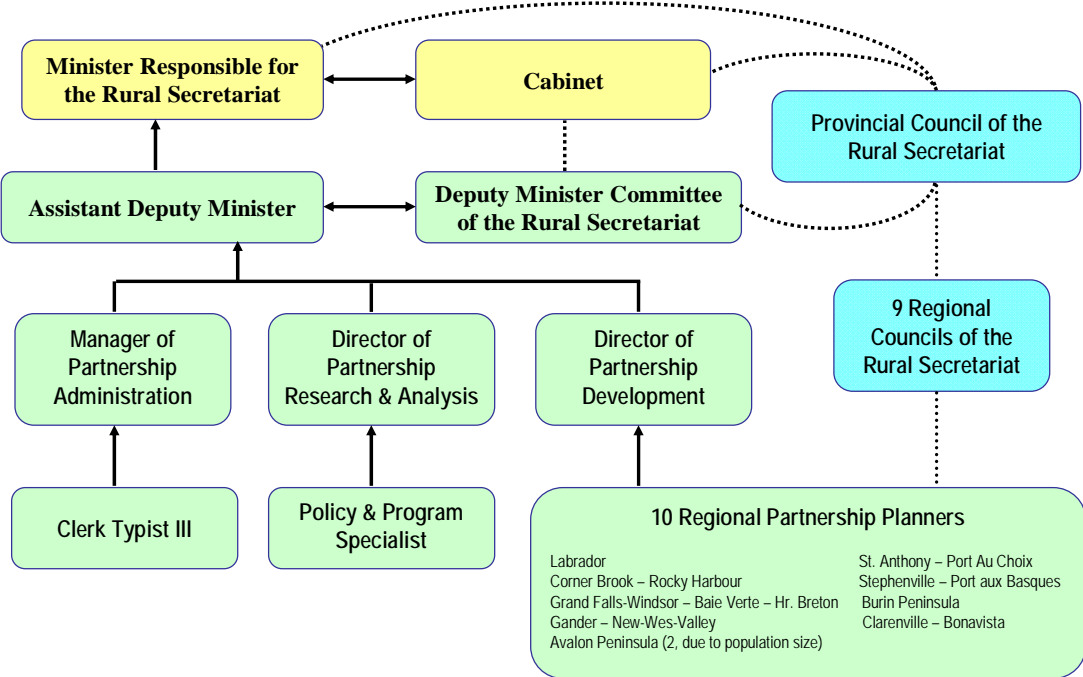 Minister Responsible for
the Rural Secretariat
Cabinet
Provincial Council of the
Rural Secretariat
Assistant Deputy Minister
Deputy Minister Committee
of the Rural Secretariat
9 Regional
Councils of the
Rural Secretariat
Manager of
Partnership
Administration
Director of
Partnership
Research & Analysis
Director of
Partnership
Development
Clerk Typist III
Policy & Program
Specialist
10 Regional Partnership Planners
Labrador
Corner Brook – Rocky Harbour
Grand Falls-Windsor – Baie Verte – Hr. Breton
Gander – New-Wes-Valley
Avalon Peninsula (2, due to population size)
St. Anthony – Port Au Choix
Stephenville – Port aux Basques
Burin Peninsula
Clarenville – Bonavista